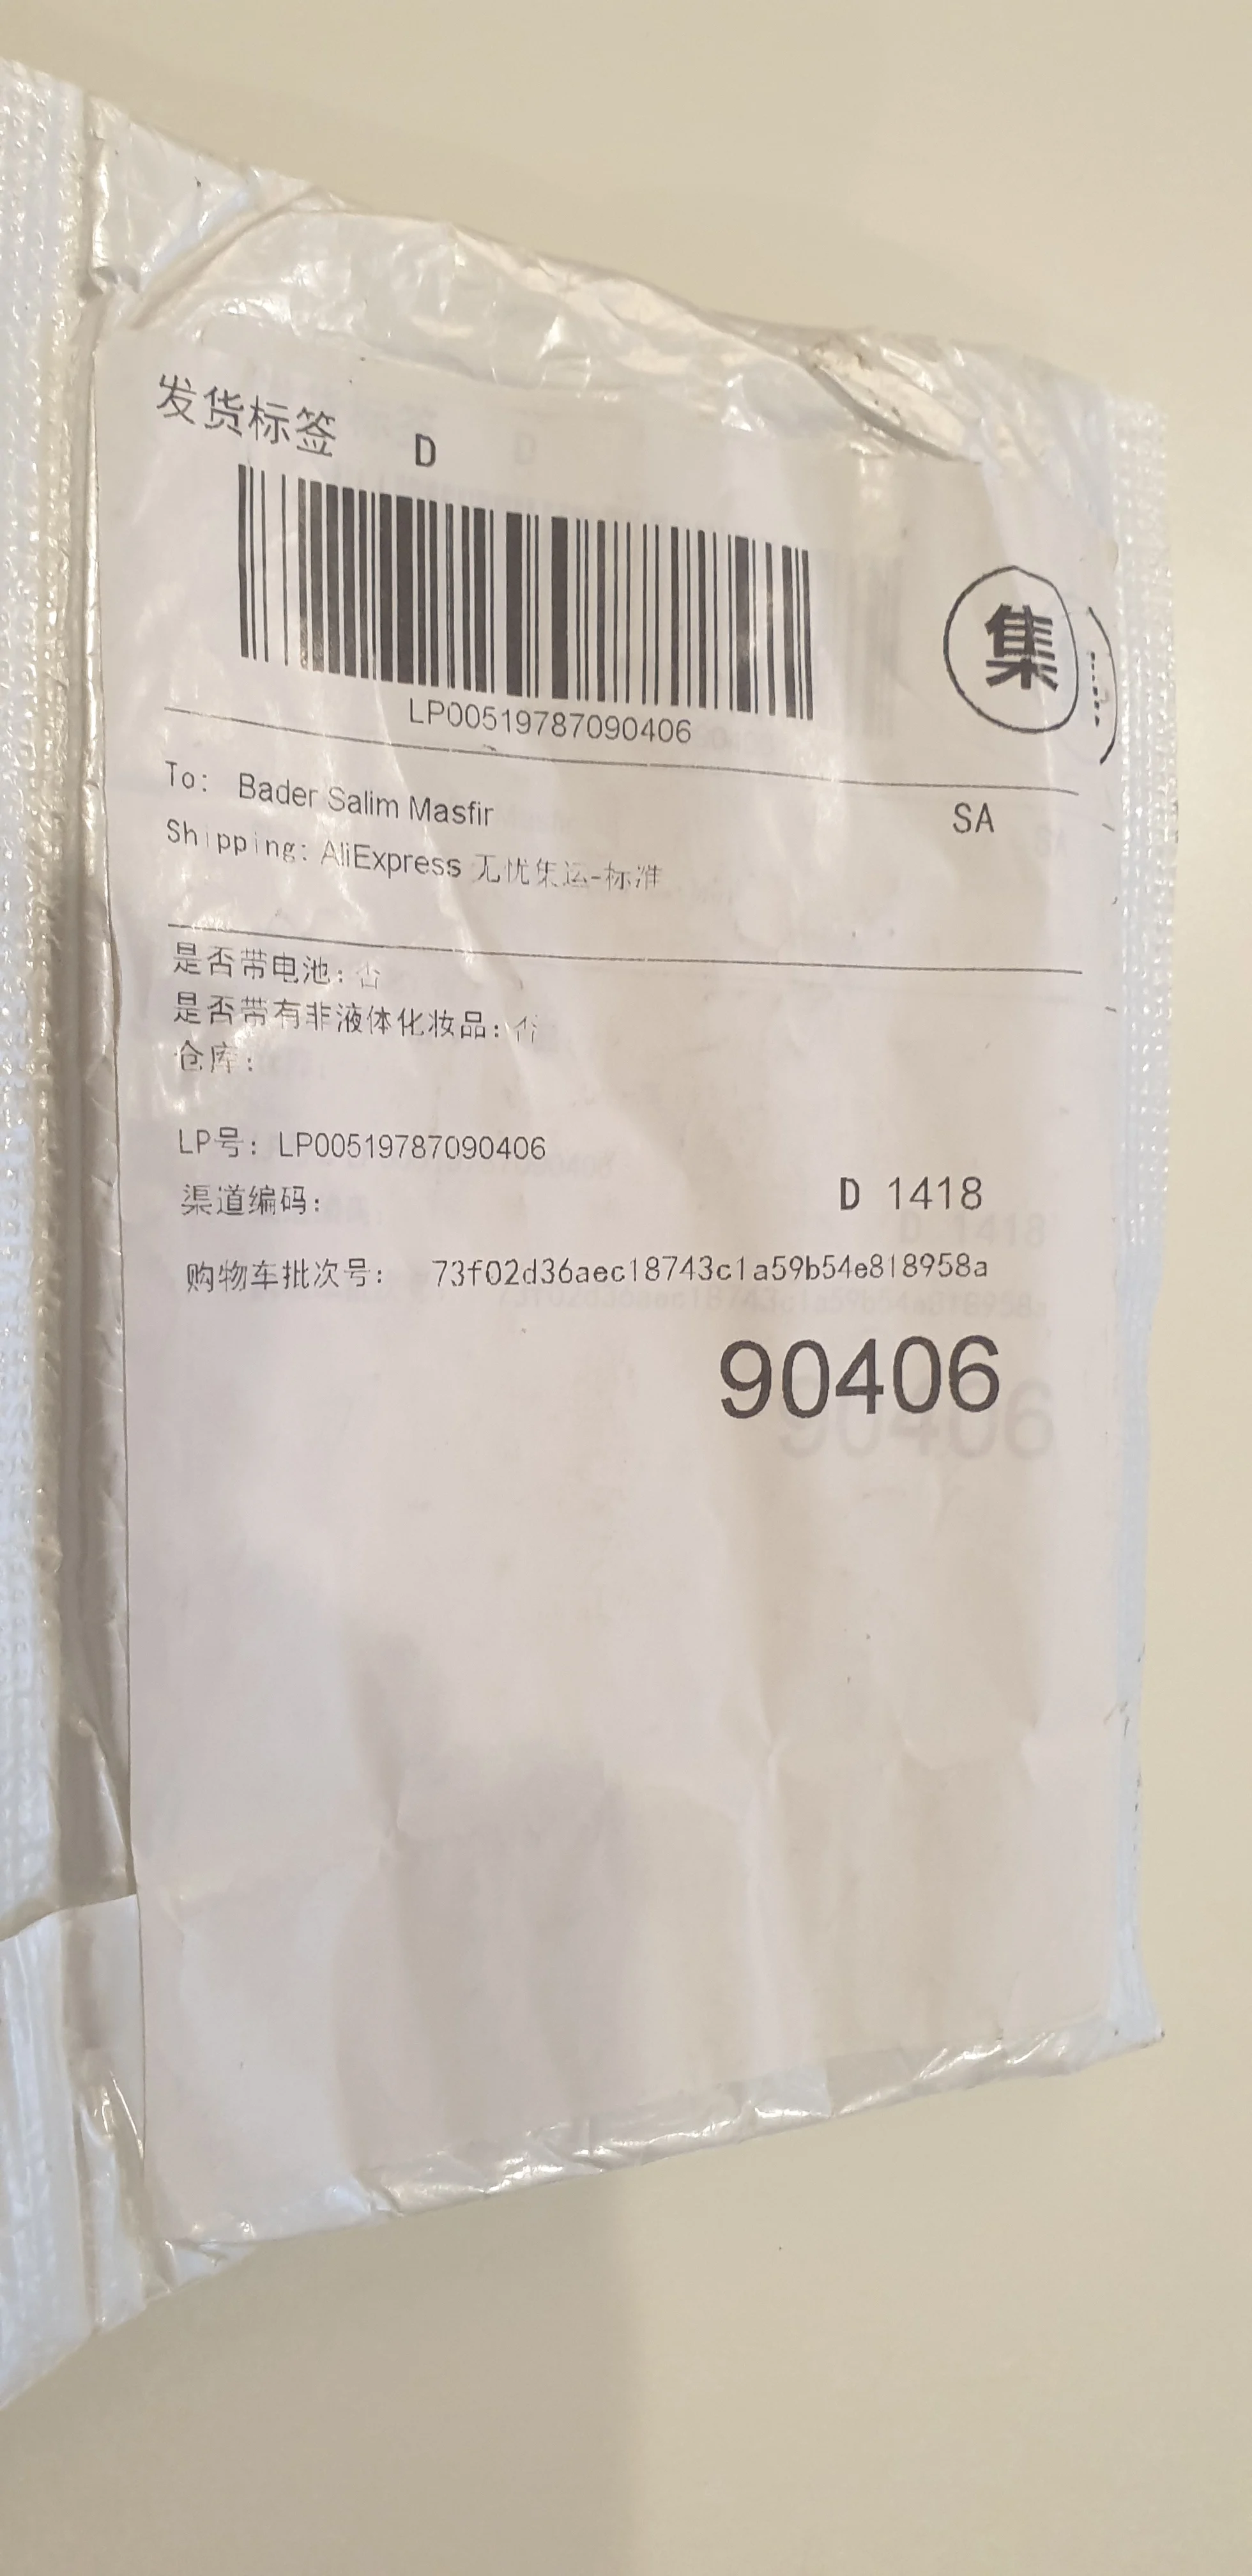 发货标签 D
集
LP00519787090406
To: Bader Salim Masfir SA
Shipping: AliExpress 无忧集运-标准
是否带电池: 否
是否带有非液体化妆品: 否
仓库:
LP号: LP00519787090406
渠道编码: D 1418
购物车批次号: 73f02d36aec18743c1a59b54e818958a
90406